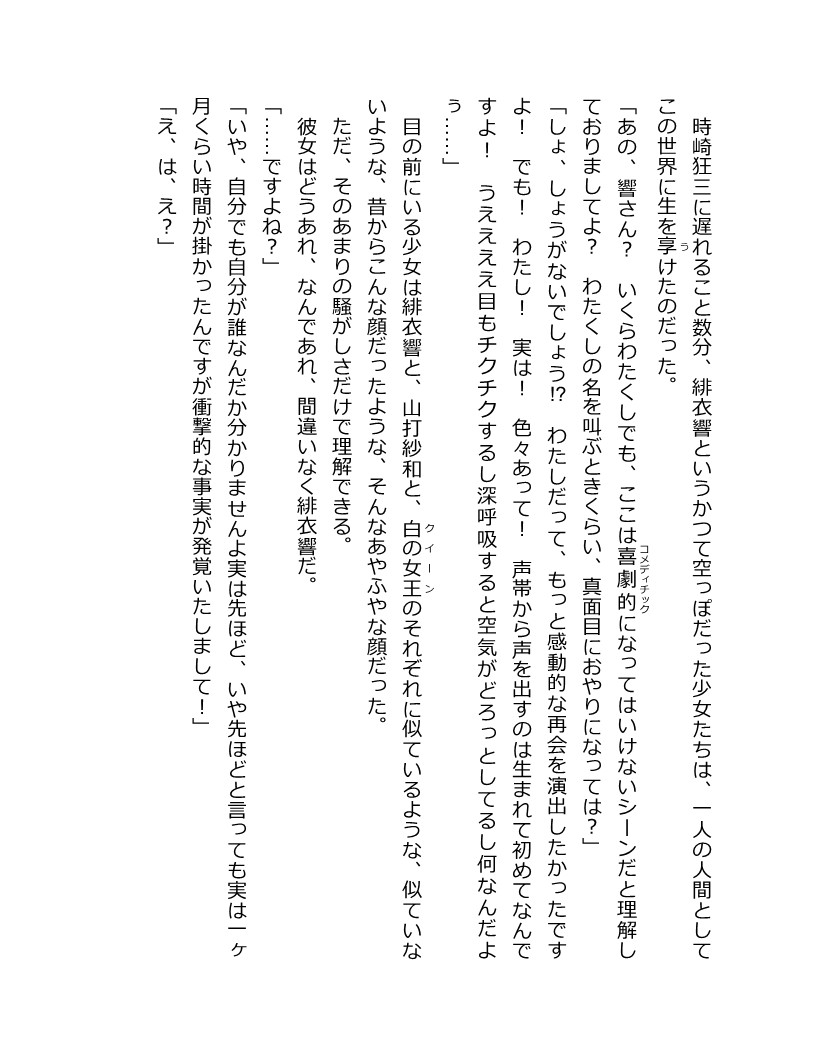 時崎狂三に遅れること数分、緋衣響というかつて空っぽだった少女たちは、一人の人間として
この世界に生を享けたのだった。
「あの、響さん？　いくらわたくしでも、ここは喜劇的になってはいけないシーンだと理解し
ておりましてよ？　わたくしの名を叫ぶときくらい、真面目におやりになっては？」
「しょ、しょうがないでしょう⁉　わたしだって、もっと感動的な再会を演出したかったです
よ！　でも！　わたし！　実は！　色々あって！　声帯から声を出すのは生まれて初めてなんで
すよ！　うえええ目もチクチクするし深呼吸すると空気がどろっとしてるし何なんだよ
ぅ……」
目の前にいる少女は緋衣響と、山打紗和と、白の女王のそれぞれに似ているような、似ていな
いような、昔からこんな顔だったような、そんなあやふやな顔だった。
ただ、そのあまりの騒がしさだけで理解できる。
彼女はどうあれ、なんであれ、間違いなく緋衣響だ。
「……ですよね？」
「いや、自分でも自分が誰なんだか分かりませんよ実は先ほど、いや先ほどと言っても実は一ヶ
月くらい時間が掛かったんですが衝撃的な事実が発覚いたしまして！」
「え、は、え？」
う
コメディチック
クイーン